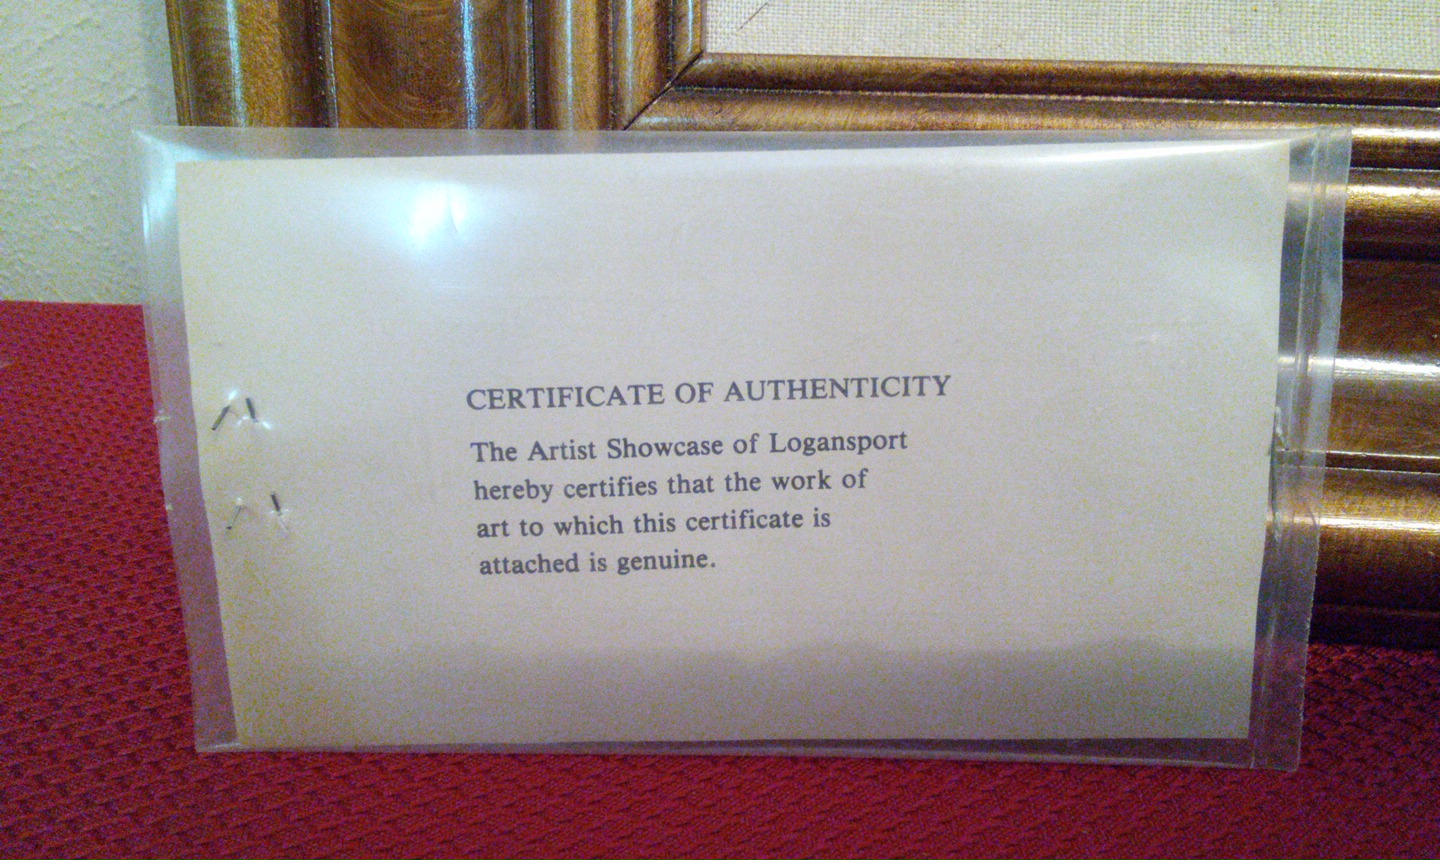 CERTIFICATE OF AUTHENTICITY
The Artist Showcase of Logansport
hereby certifies that the work of
art to which this certificate is
attached is genuine.